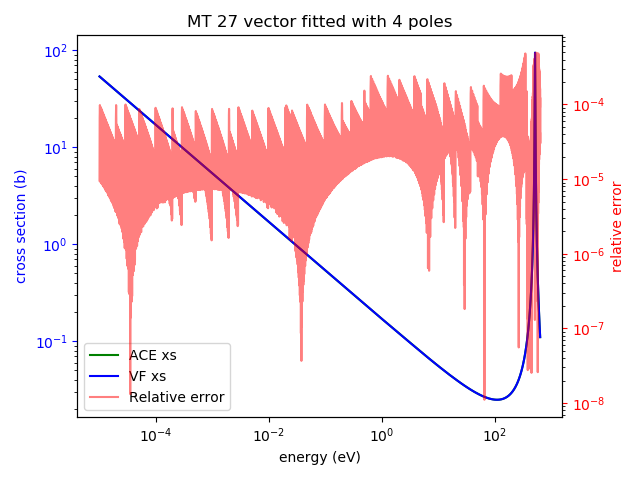 MT 27 vector fitted with 4 poles
cross section (b)
10²
10¹
10⁰
10⁻¹
10⁻⁴
10⁻⁵
10⁻⁶
10⁻⁷
10⁻⁸
relative error
ACE xs
VF xs
Relative error
10⁻⁴
10⁻²
10⁰
10²
energy (eV)